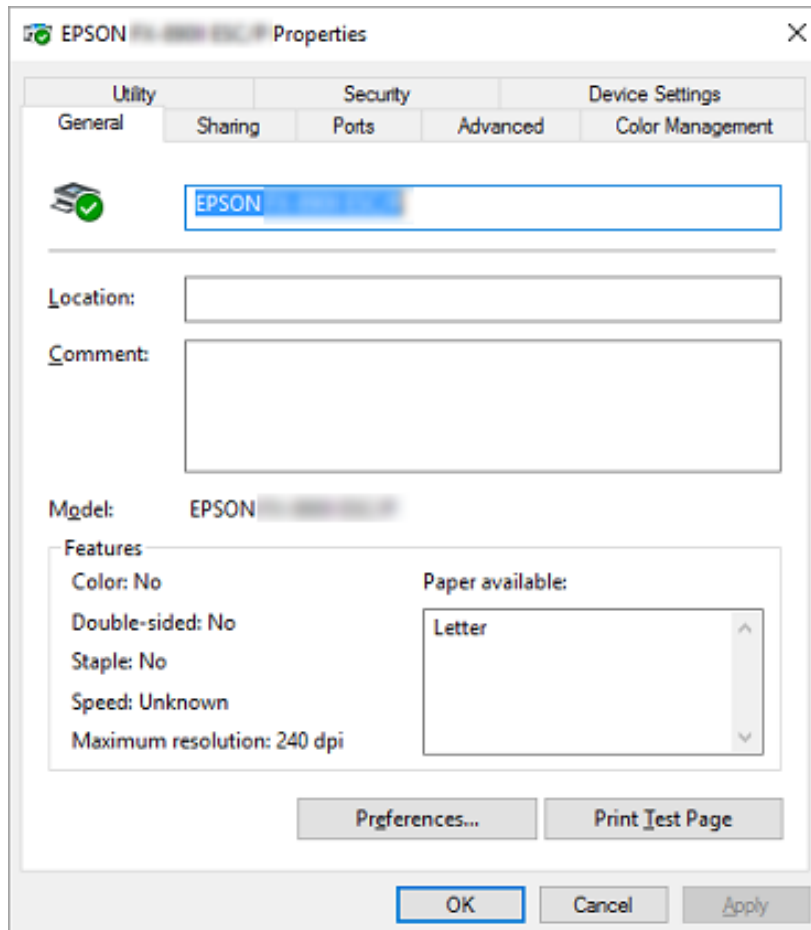 EPSON Properties
Utility Security Device Settings
General Sharing Ports Advanced Color Management
EPSON
Location:
Comment:
Model: EPSON
Features
Color: No
Double-sided: No
Staple: No
Speed: Unknown
Maximum resolution: 240 dpi
Paper available:
Letter
Preferences... Print Test Page
OK Cancel Apply